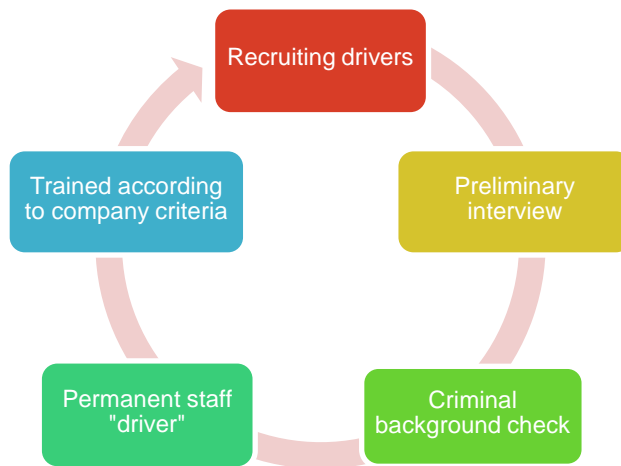 Recruiting drivers
Preliminary
interview
Criminal
background check
Permanent staff
"driver"
Trained according
to company criteria